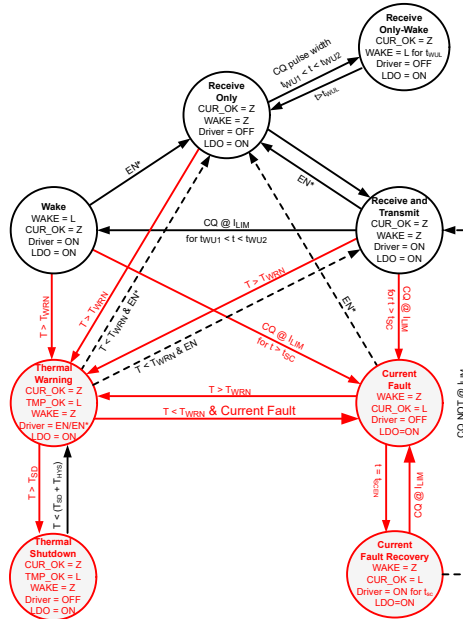 Receive
Only-Wake
CUR_OK = Z
WAKE = L for tWUL
Driver = OFF
LDO = ON
CQ pulse width
tWU1 < t < tWU2
t>tWUL
Receive
Only
CUR_OK = Z
WAKE = Z
Driver = OFF
LDO = ON
EN*
EN*
Wake
WAKE = L
CUR_OK = Z
Driver = ON
LDO = ON
CQ @ ILIM
for tWU1 < t < tWU2
Receive and
Transmit
CUR_OK = Z
WAKE = Z
Driver = ON
LDO = ON
T > TWRN
T > TWRN
T < TWRN & EN*
T > TWRN
T < TWRN & EN
CQ @ ILIM
for t > tSC
EN*
CQ @ ILIM
for t > tSC
Thermal
Warning
CUR_OK = Z
TMP_OK = L
WAKE = Z
Driver = EN/EN*
LDO = ON
T > TWRN
T < TWRN & Current Fault
Current
Fault
WAKE = Z
CUR_OK = L
Driver = OFF
LDO=ON
CQ NOT @ ILIM
T > TSD
T < (TSD + THYS)
t = tSCEN
CQ @ ILIM
Thermal
Shutdown
CUR_OK = Z
TMP_OK = L
WAKE = Z
Driver = OFF
LDO = ON
Current
Fault Recovery
WAKE = Z
CUR_OK = L
Driver = ON for tsc
LDO=ON